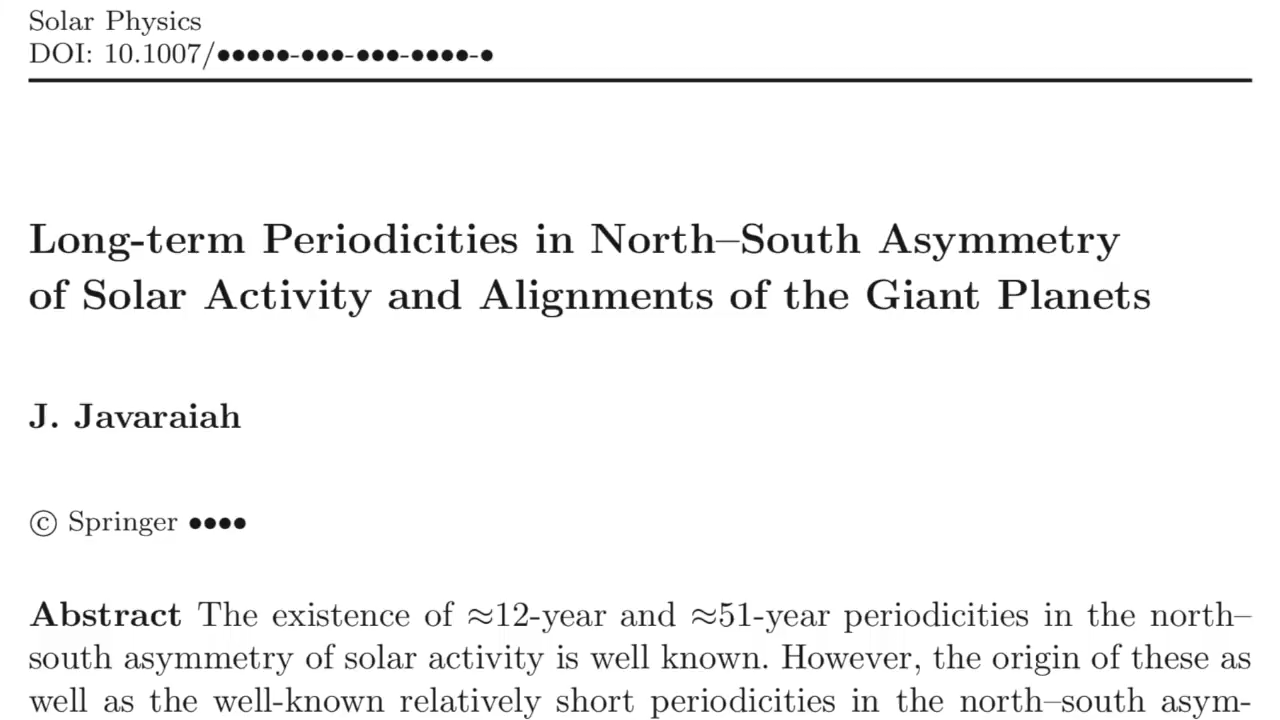 Solar Physics
DOI: 10.1007/•••••-•••-•••-••••-•
Long-term Periodicities in North–South Asymmetry
of Solar Activity and Alignments of the Giant Planets
J. Javaraiah
© Springer ••••
Abstract The existence of ≈12-year and ≈51-year periodicities in the north–
south asymmetry of solar activity is well known. However, the origin of these as
well as the well-known relatively short periodicities in the north–south asym-